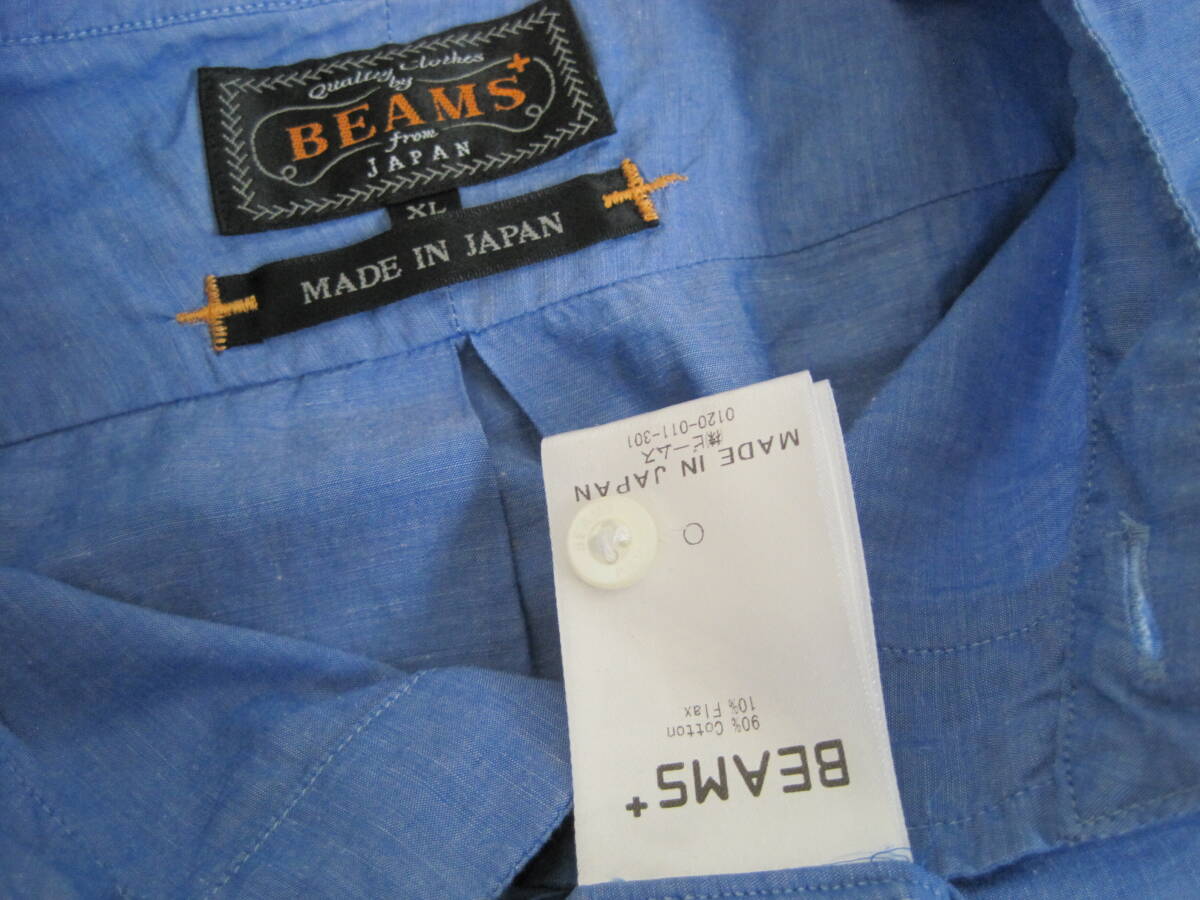 Quality Clothes
by
BEAMS+
from
JAPAN
XL
MADE IN JAPAN
BEAMS+
90% Cotton
10% Flax
MADE IN JAPAN
㈱ビームス
0120-011-301